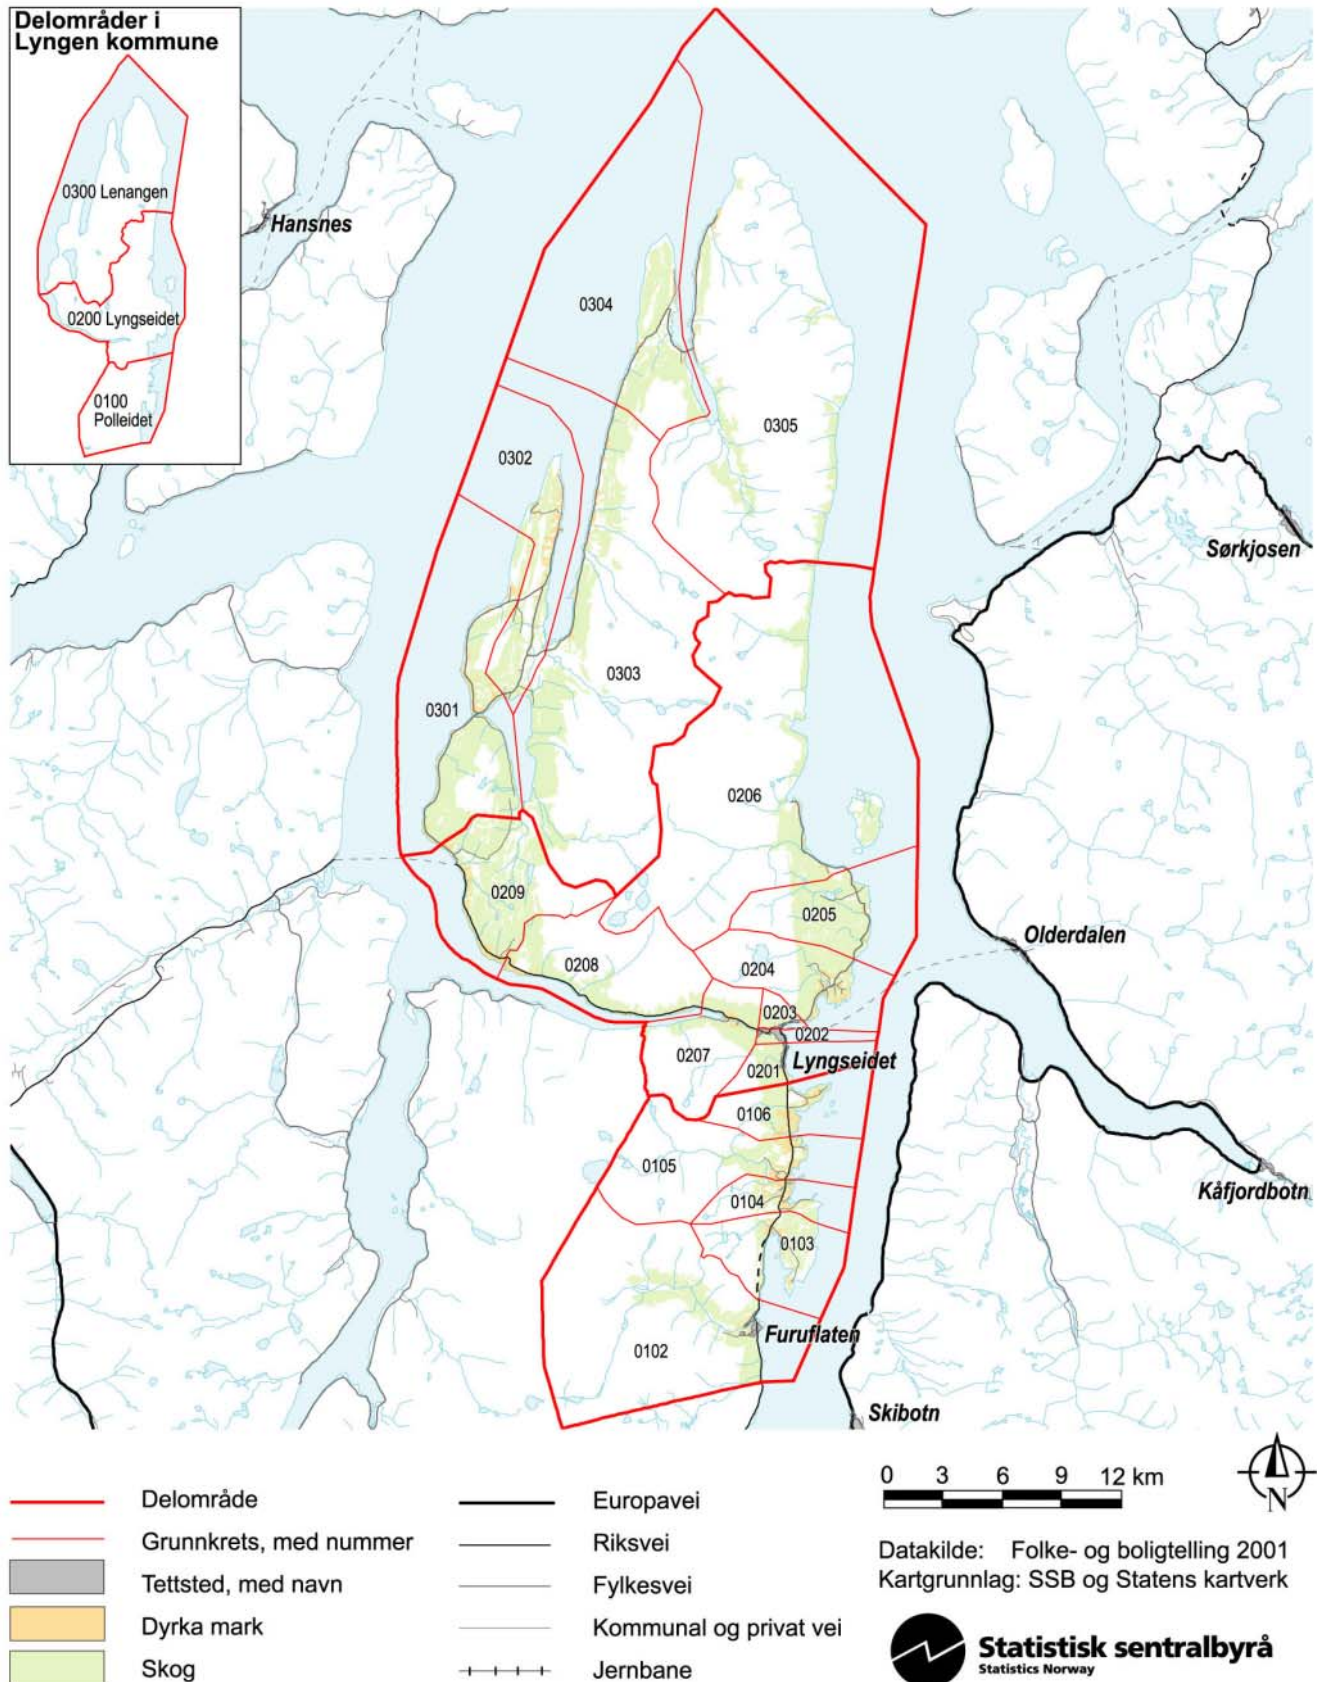 Delområder i
Lyngen kommune
0300 Lenangen
0200 Lyngseidet
0100
Polleidet
Hansnes
0304
0305
0302
Sørkjosen
0303
0301
0206
0209
0205
Olderdalen
0208
0204
0203
0202
0207
Lyngseidet
0201
0106
0105
Kåfjordbotn
0104
0103
Furuflaten
0102
Skibotn
0 3 6 9 12 km
N
Delområde
Grunnkrets, med nummer
Tettsted, med navn
Dyrka mark
Skog
Europavei
Riksvei
Fylkesvei
Kommunal og privat vei
Jernbane
Datakilde: Folke- og boligtelling 2001
Kartgrunnlag: SSB og Statens kartverk
Statistisk sentralbyrå
Statistics Norway